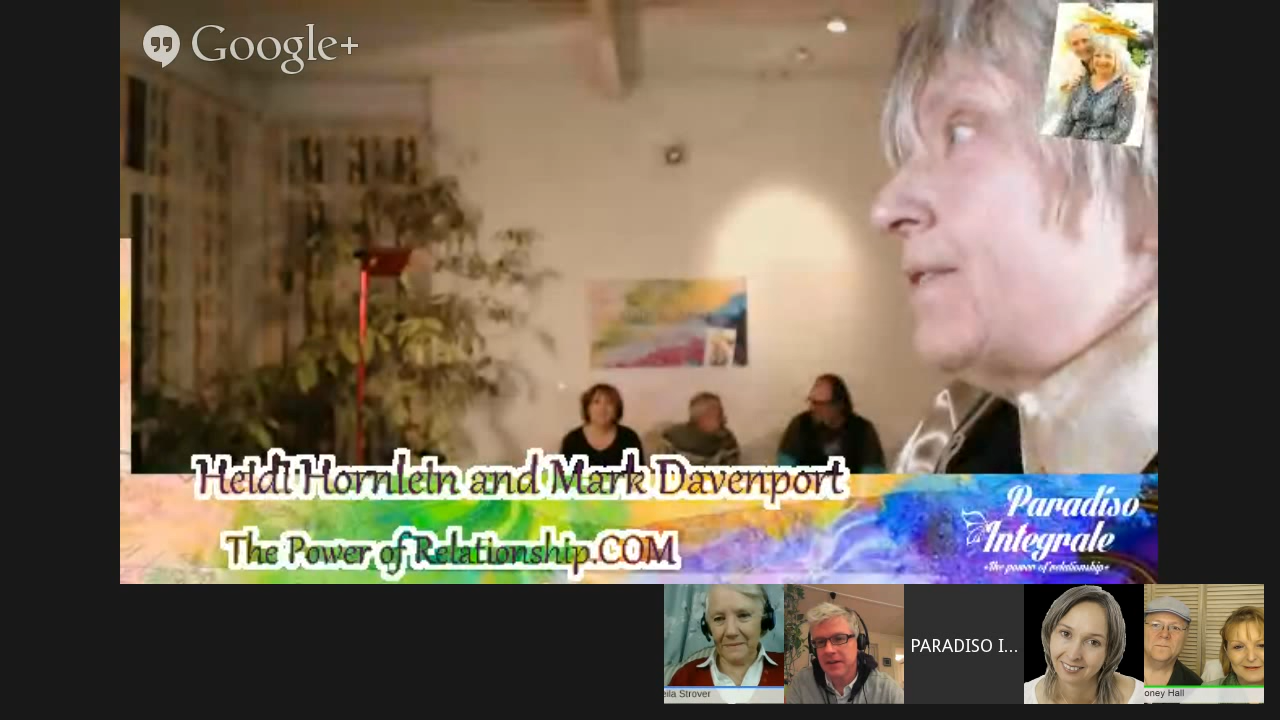 Google+
Heidi Hornlein and Mark Davenport
The Power of Relationship.COM
Paradiso
Integrale
•the power of relationship•
PARADISO I...
eila Strover
oney Hall